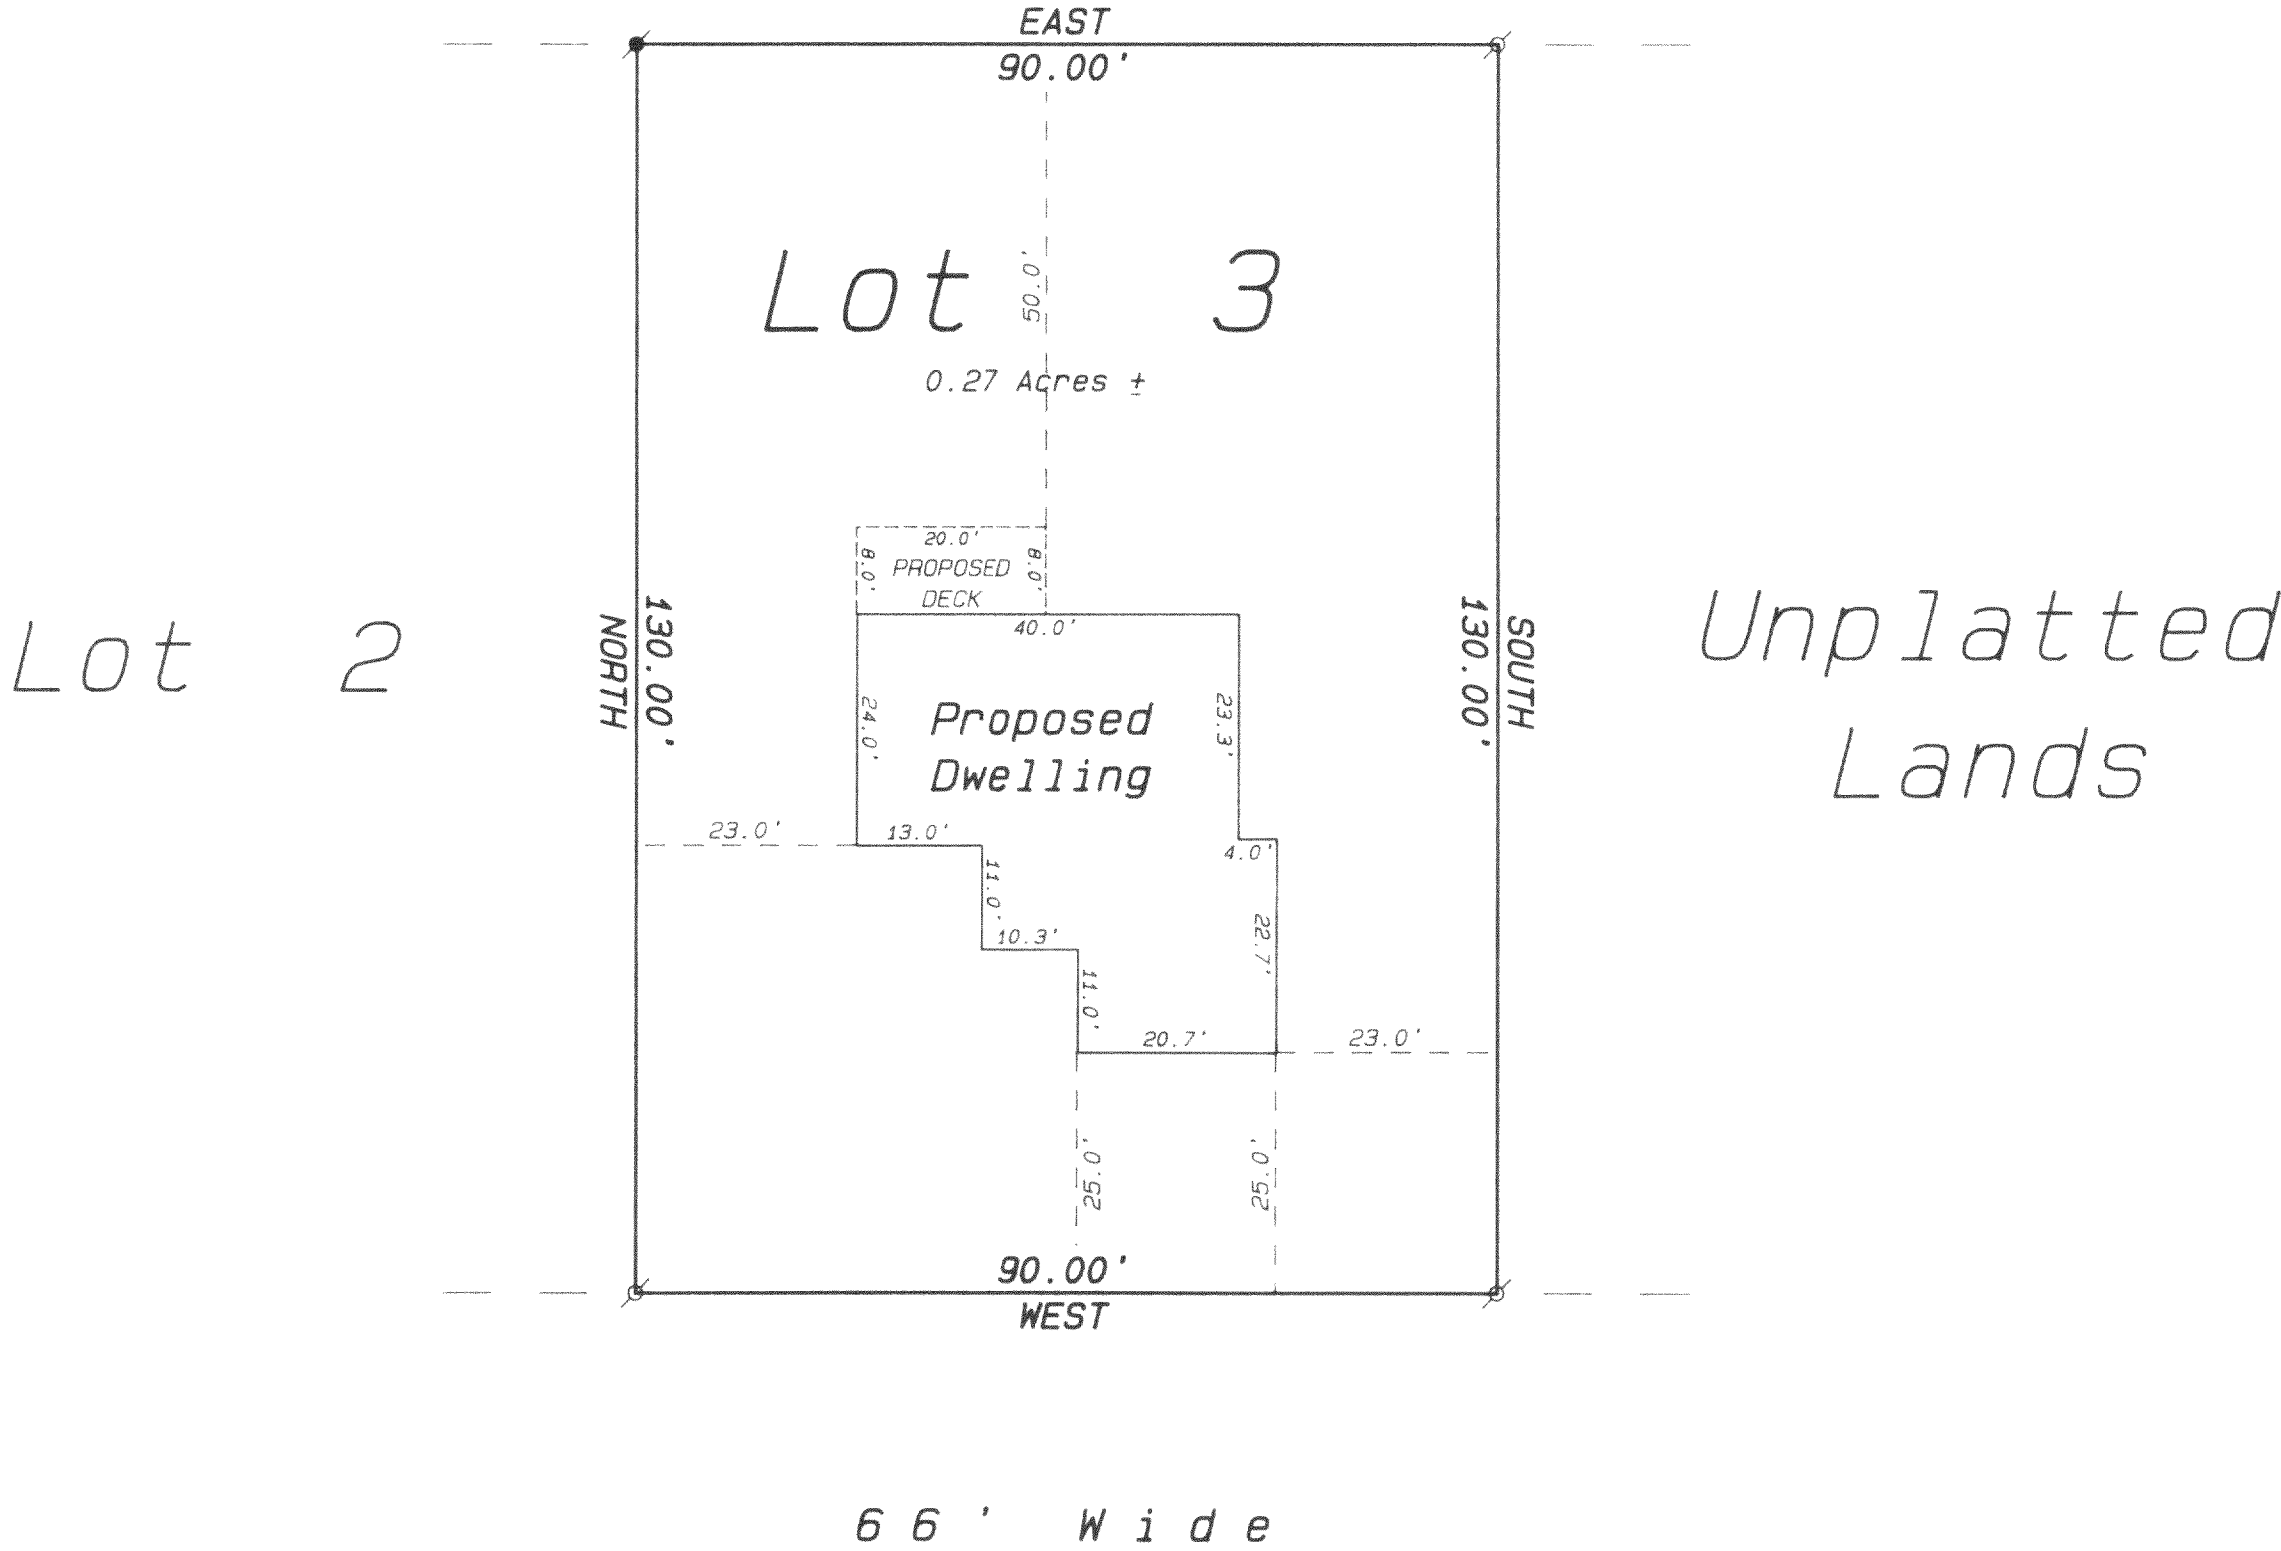 EAST
90.00'
Lot 3
50.0'
0.27 Acres ±
20.0'
8.0'
PROPOSED
DECK
8.0'
40.0'
Lot 2
NORTH
130.00'
130.00'
SOUTH
Unplatted
Lands
24.0'
Proposed
Dwelling
23.3'
23.0'
13.0'
4.0'
11.0'
10.3'
22.7'
11.0'
20.7'
23.0'
25.0'
25.0'
90.00'
WEST
66' Wide